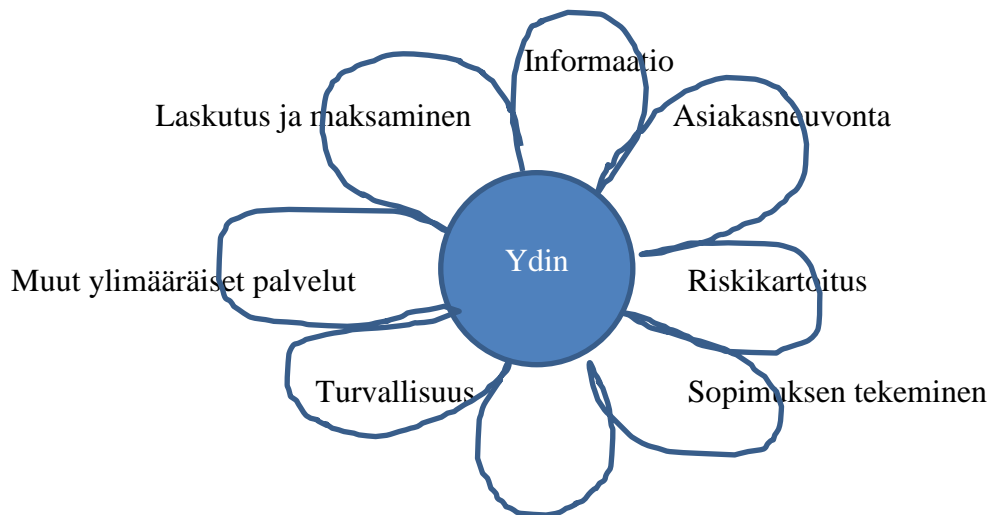 Informaatio
Laskutus ja maksaminen
Asiakasneuvonta
Ydin
Muut ylimääräiset palvelut
Riskikartoitus
Turvallisuus
Sopimuksen tekeminen